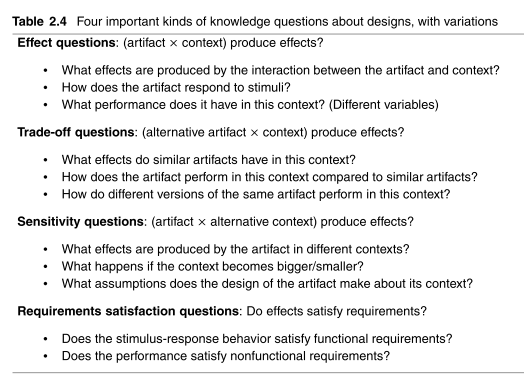 Table 2.4 Four important kinds of knowledge questions about designs, with variations
Effect questions: (artifact × context) produce effects?
• What effects are produced by the interaction between the artifact and context?
• How does the artifact respond to stimuli?
• What performance does it have in this context? (Different variables)
Trade-off questions: (alternative artifact × context) produce effects?
• What effects do similar artifacts have in this context?
• How does the artifact perform in this context compared to similar artifacts?
• How do different versions of the same artifact perform in this context?
Sensitivity questions: (artifact × alternative context) produce effects?
• What effects are produced by the artifact in different contexts?
• What happens if the context becomes bigger/smaller?
• What assumptions does the design of the artifact make about its context?
Requirements satisfaction questions: Do effects satisfy requirements?
• Does the stimulus-response behavior satisfy functional requirements?
• Does the performance satisfy nonfunctional requirements?